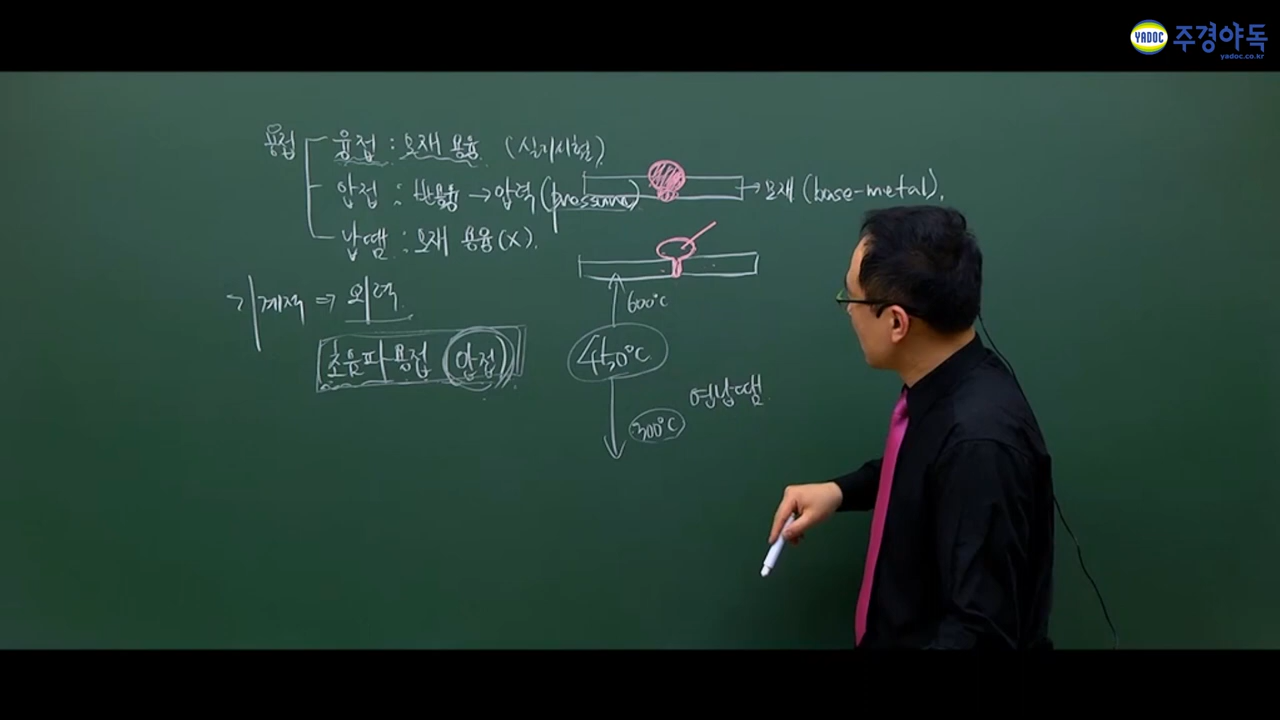 YADOC 주경야독
yadoc.co.kr
용접 융접 : 모재 용융 (실기시험)
압접 : 반용융 → 압력 (pressure)
납땜 : 모재 용융 (X).
→ 모재 (base-metal).
기계적 ⇒ 외력
600℃
초음파용접 (압접)
450℃
연납땜
300℃